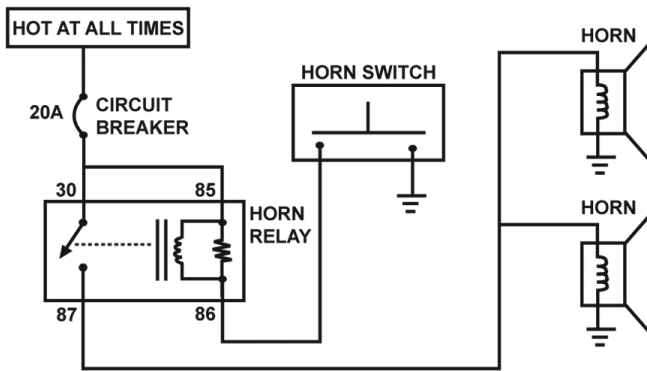 HOT AT ALL TIMES
HORN
HORN SWITCH
20A
CIRCUIT
BREAKER
30
85
HORN
RELAY
HORN
87
86